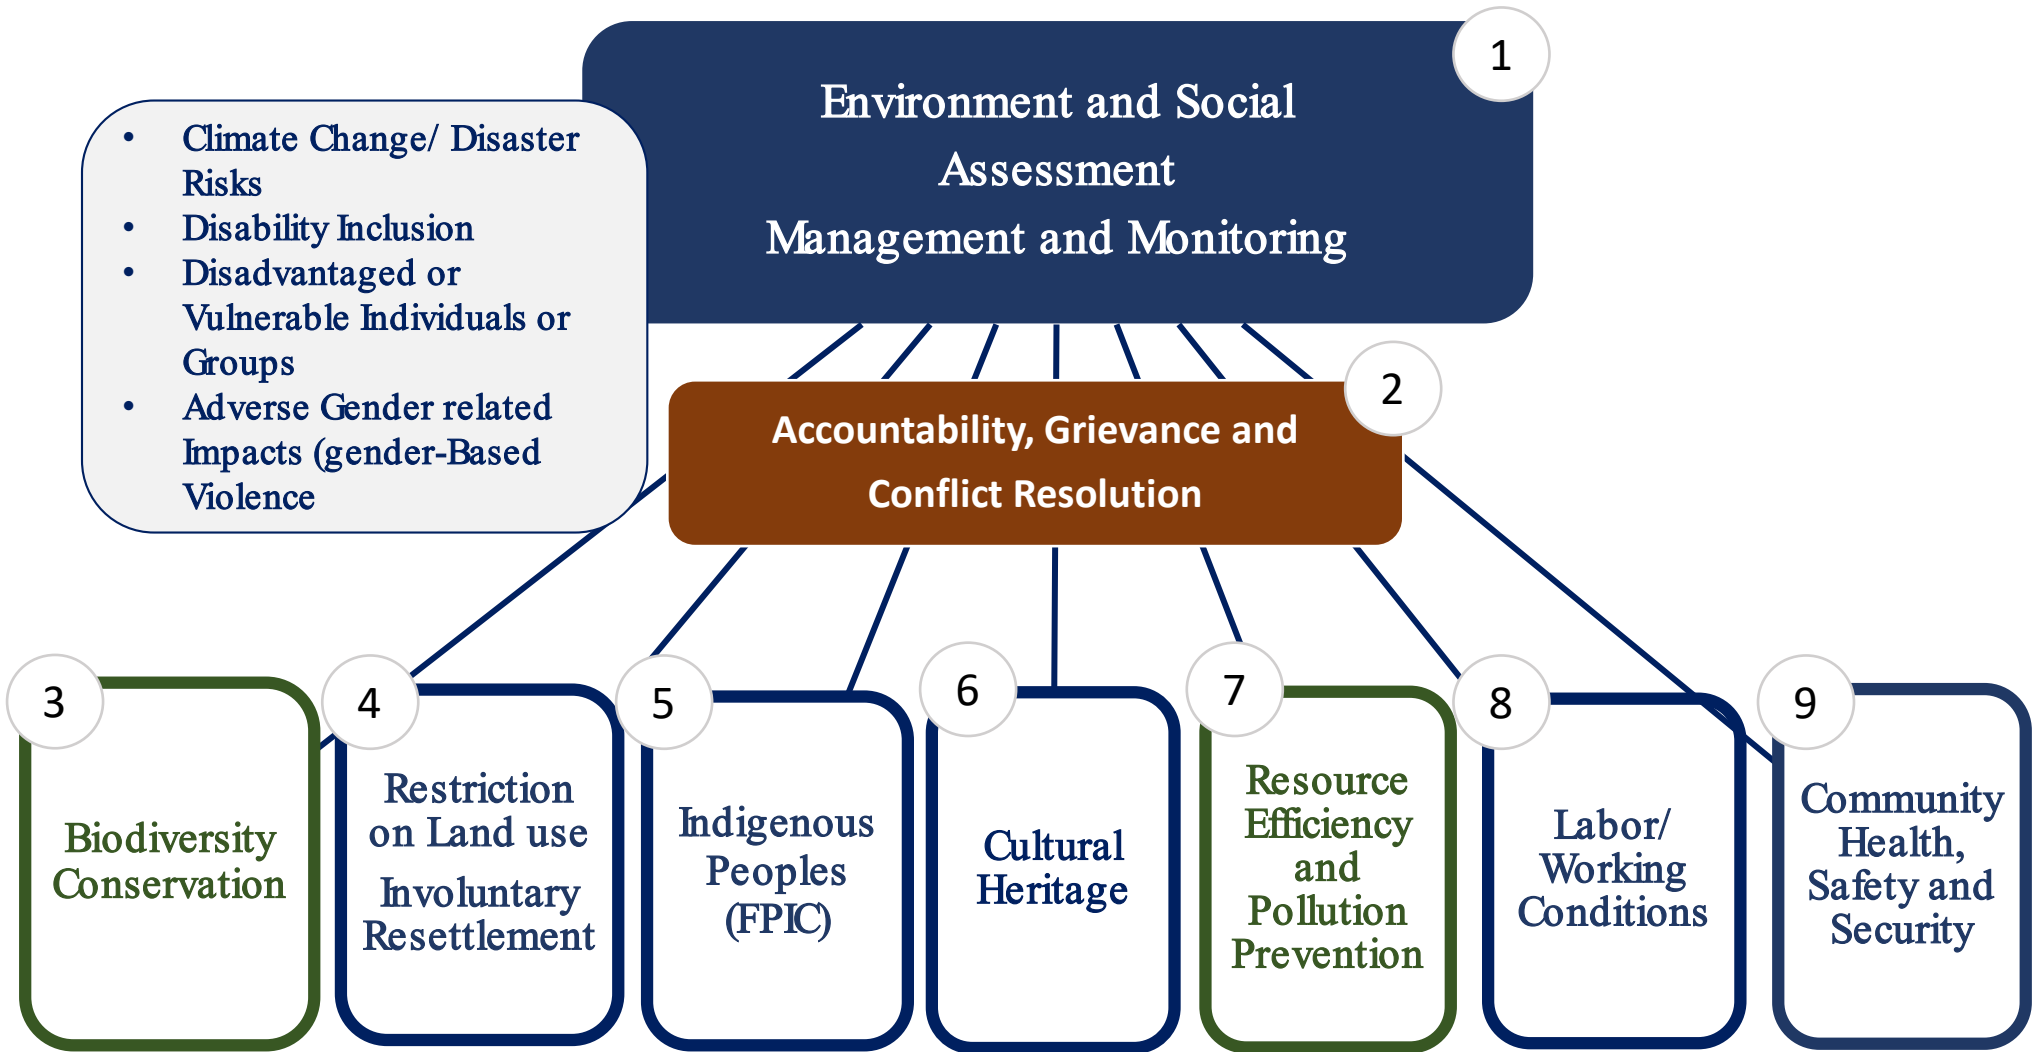 1
Environment and Social
Assessment
Management and Monitoring
• Climate Change/ Disaster
Risks
• Disability Inclusion
• Disadvantaged or
Vulnerable Individuals or
Groups
• Adverse Gender related
Impacts (gender-Based
Violence
2
Accountability, Grievance and
Conflict Resolution
3
Biodiversity
Conservation
4
Restriction
on Land use
Involuntary
Resettlement
5
Indigenous
Peoples
(FPIC)
6
Cultural
Heritage
7
Resource
Efficiency
and
Pollution
Prevention
8
Labor/
Working
Conditions
9
Community
Health,
Safety and
Security